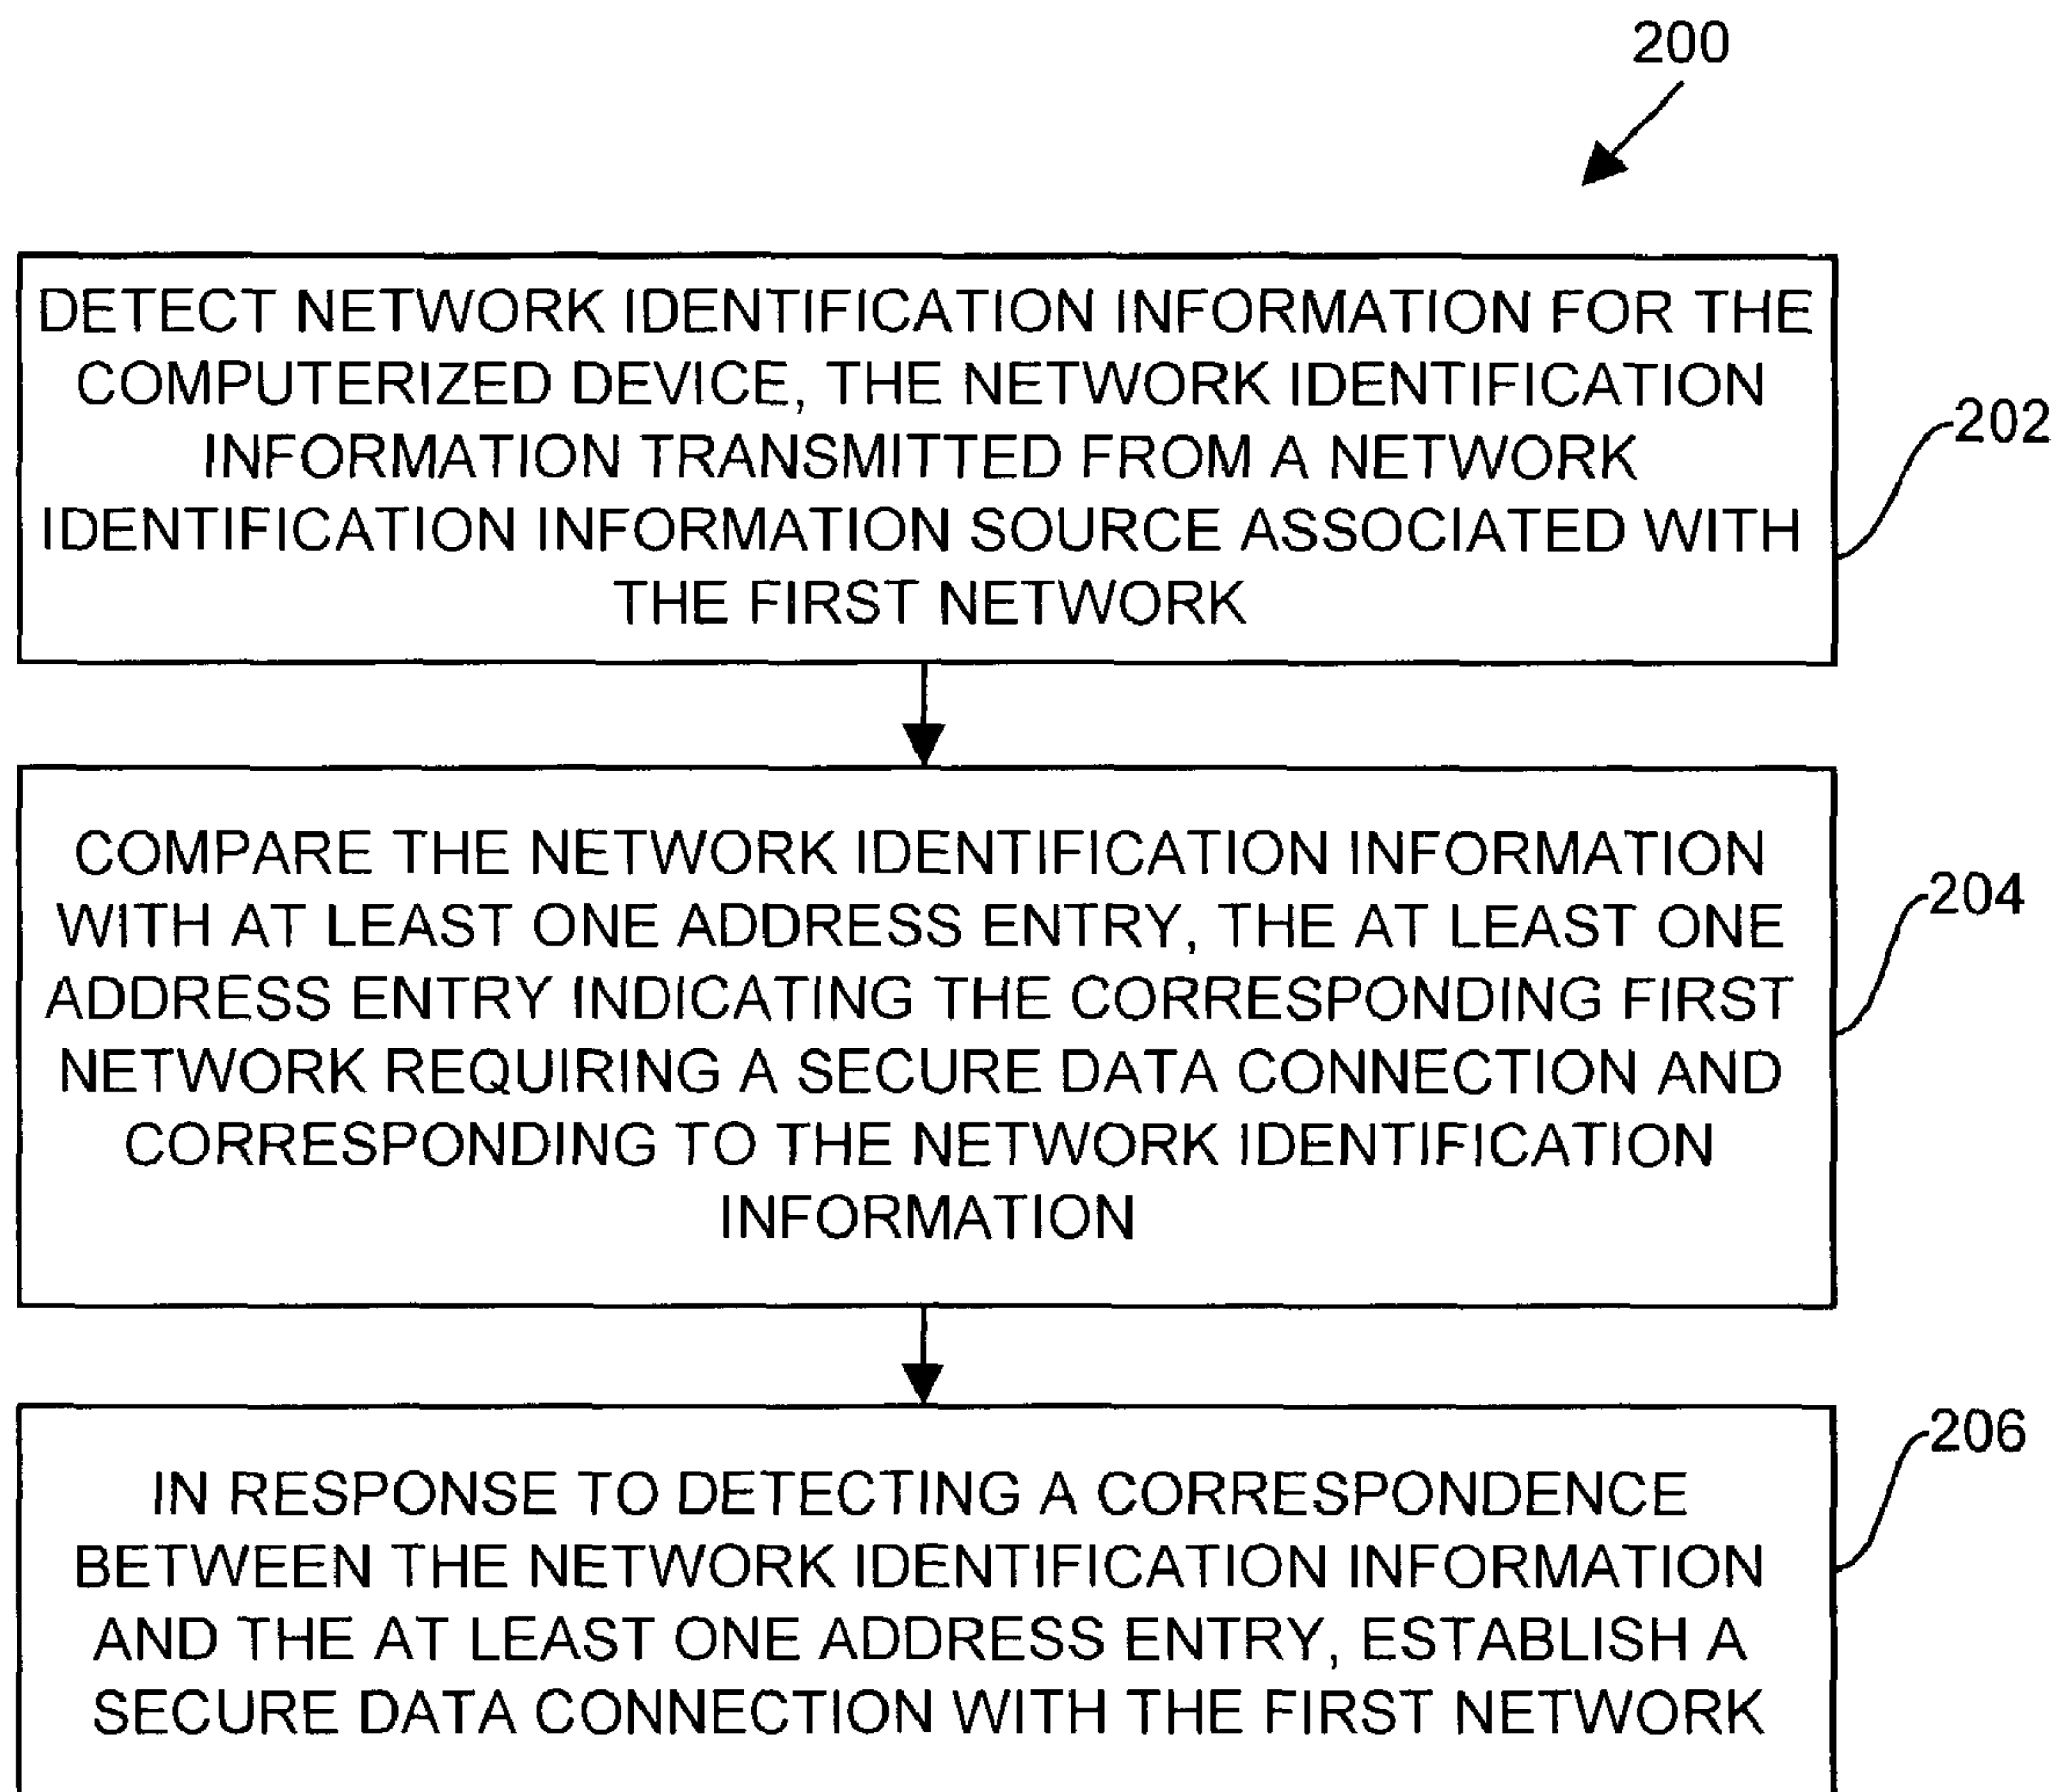 200
DETECT NETWORK IDENTIFICATION INFORMATION FOR THE
COMPUTERIZED DEVICE, THE NETWORK IDENTIFICATION
INFORMATION TRANSMITTED FROM A NETWORK
IDENTIFICATION INFORMATION SOURCE ASSOCIATED WITH
THE FIRST NETWORK
202
COMPARE THE NETWORK IDENTIFICATION INFORMATION
WITH AT LEAST ONE ADDRESS ENTRY, THE AT LEAST ONE
ADDRESS ENTRY INDICATING THE CORRESPONDING FIRST
NETWORK REQUIRING A SECURE DATA CONNECTION AND
CORRESPONDING TO THE NETWORK IDENTIFICATION
INFORMATION
204
IN RESPONSE TO DETECTING A CORRESPONDENCE
BETWEEN THE NETWORK IDENTIFICATION INFORMATION
AND THE AT LEAST ONE ADDRESS ENTRY, ESTABLISH A
SECURE DATA CONNECTION WITH THE FIRST NETWORK
206